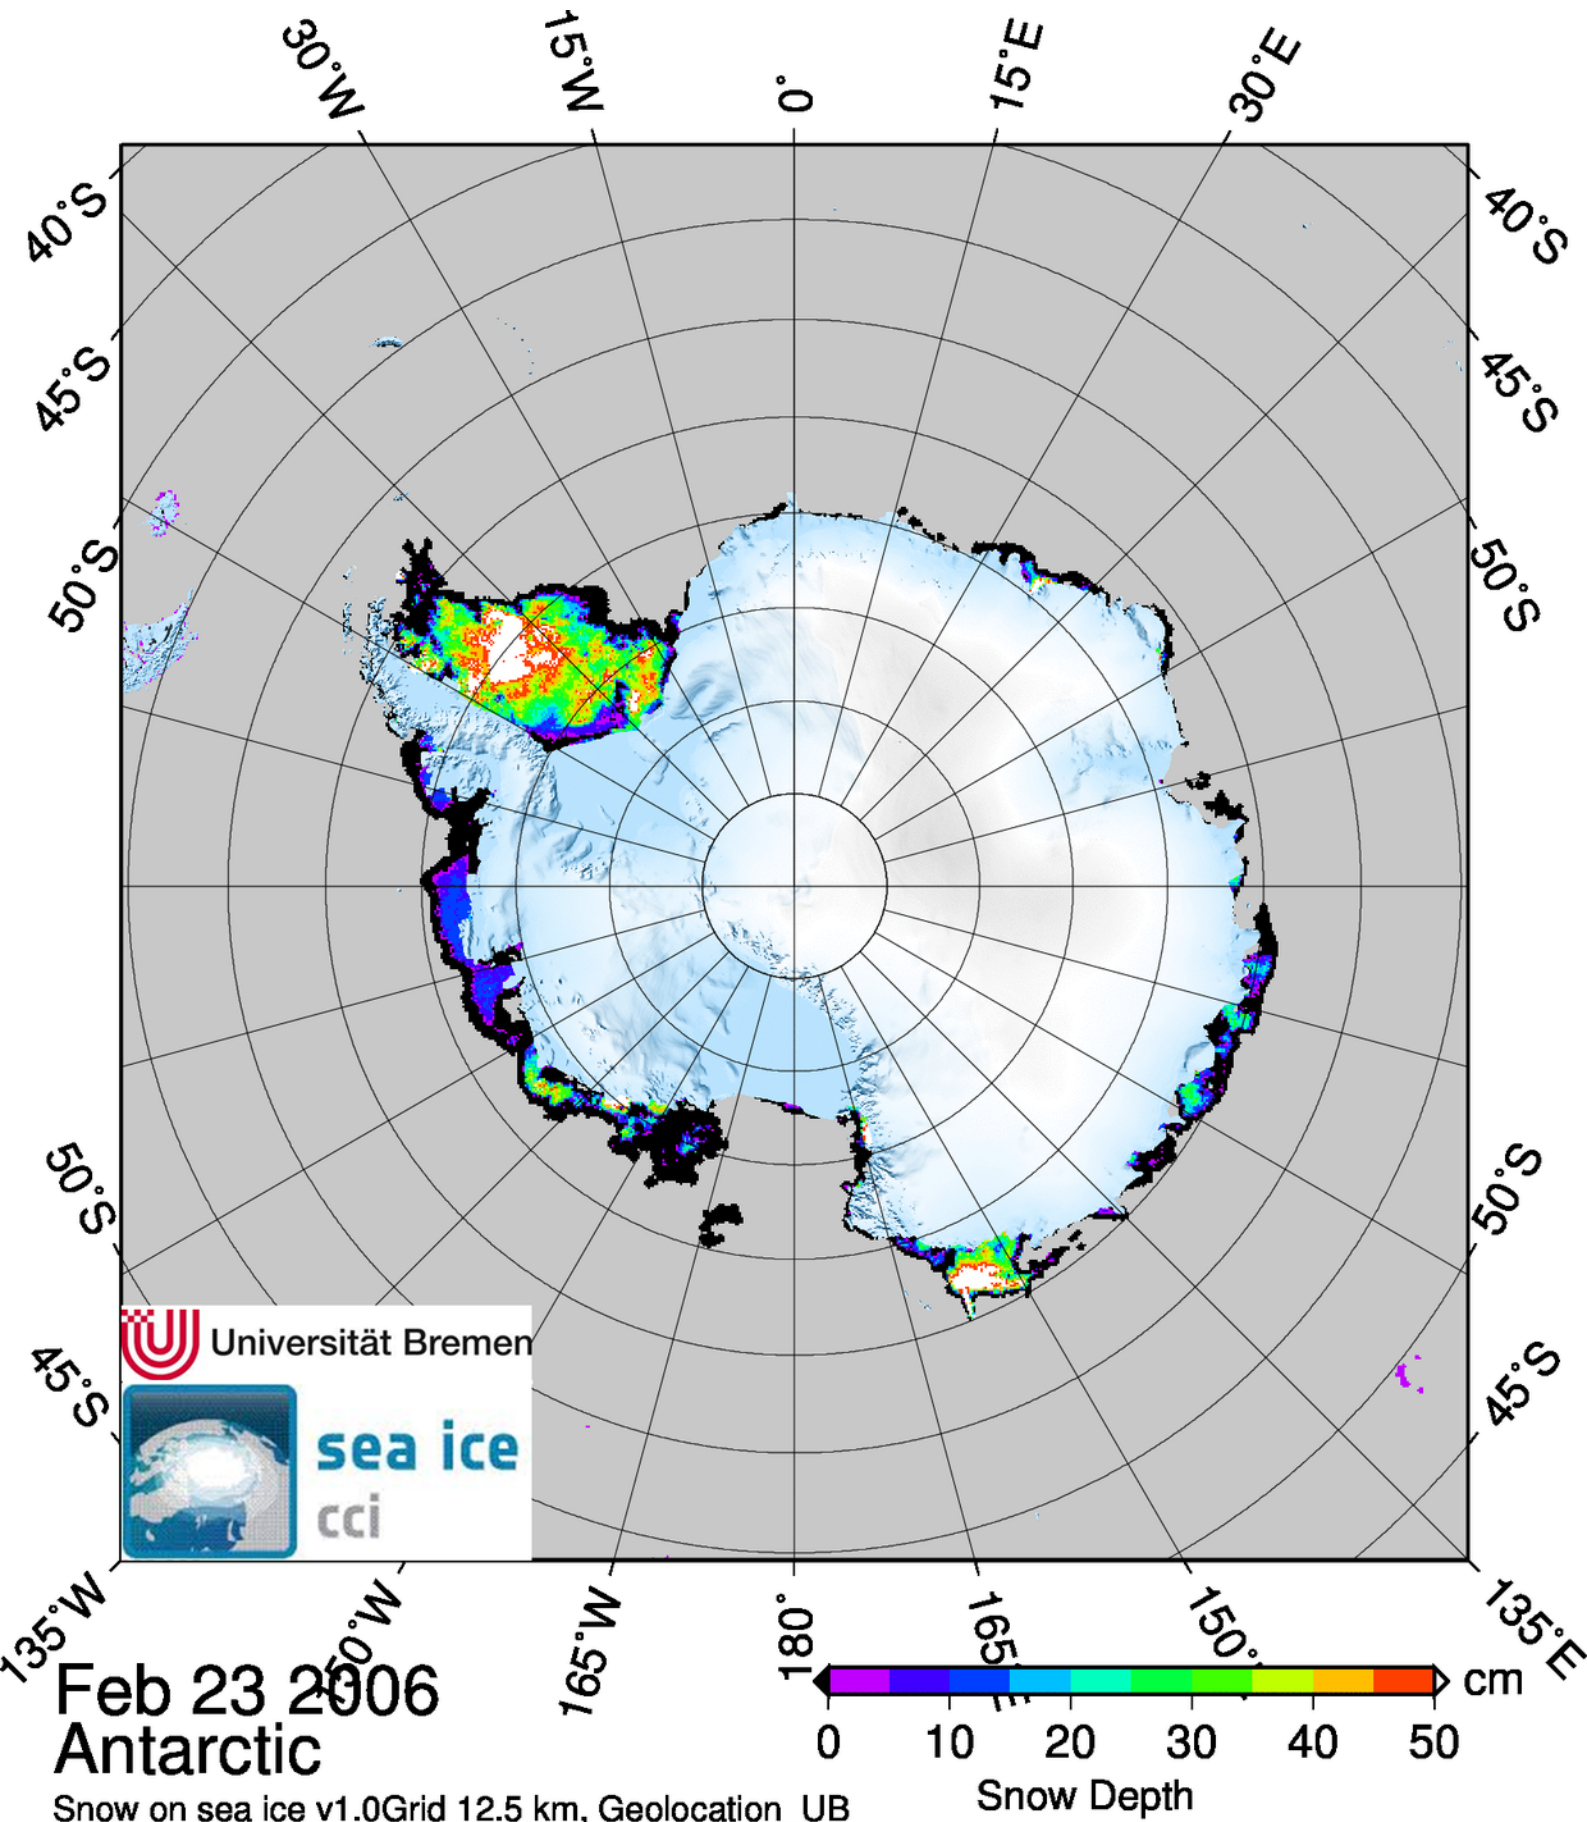 30°W 15°W 0° 15°E 30°E
40°S 40°S
45°S 45°S
50°S 50°S
50°S 50°S
45°S 45°S
Universität Bremen
sea ice
cci
135°W 150°W 165°W 180° 165°E 150° 135°E
Feb 23 2006
Antarctic
Snow on sea ice v1.0Grid 12.5 km, Geolocation UB
cm
0 10 20 30 40 50
Snow Depth